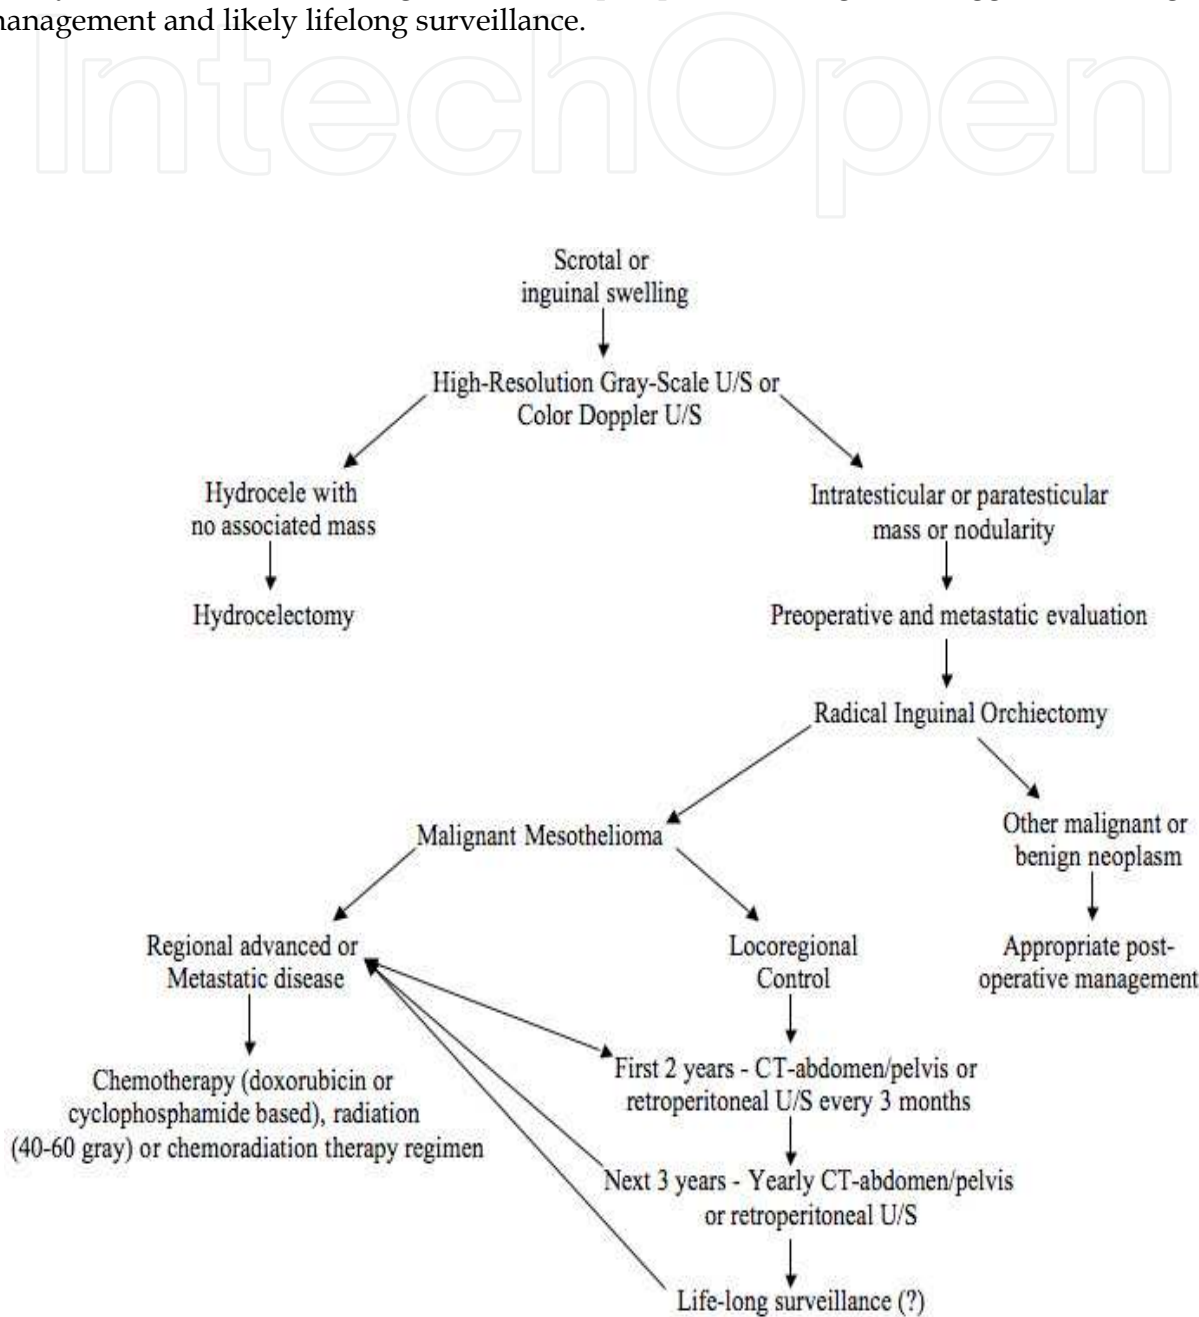 management and likely lifelong surveillance.
IntechOpen
Scrotal or
inguinal swelling
High-Resolution Gray-Scale U/S or
Color Doppler U/S
Hydrocele with
no associated mass
Hydrocelectomy
Intratesticular or paratesticular
mass or nodularity
Preoperative and metastatic evaluation
Radical Inguinal Orchiectomy
Malignant Mesothelioma
Other malignant or
benign neoplasm
Regional advanced or
Metastatic disease
Locoregional
Control
Appropriate post-
operative management
Chemotherapy (doxorubicin or
cyclophosphamide based), radiation
(40-60 gray) or chemoradiation therapy regimen
First 2 years - CT-abdomen/pelvis or
retroperitoneal U/S every 3 months
Next 3 years - Yearly CT-abdomen/pelvis
or retroperitoneal U/S
Life-long surveillance (?)